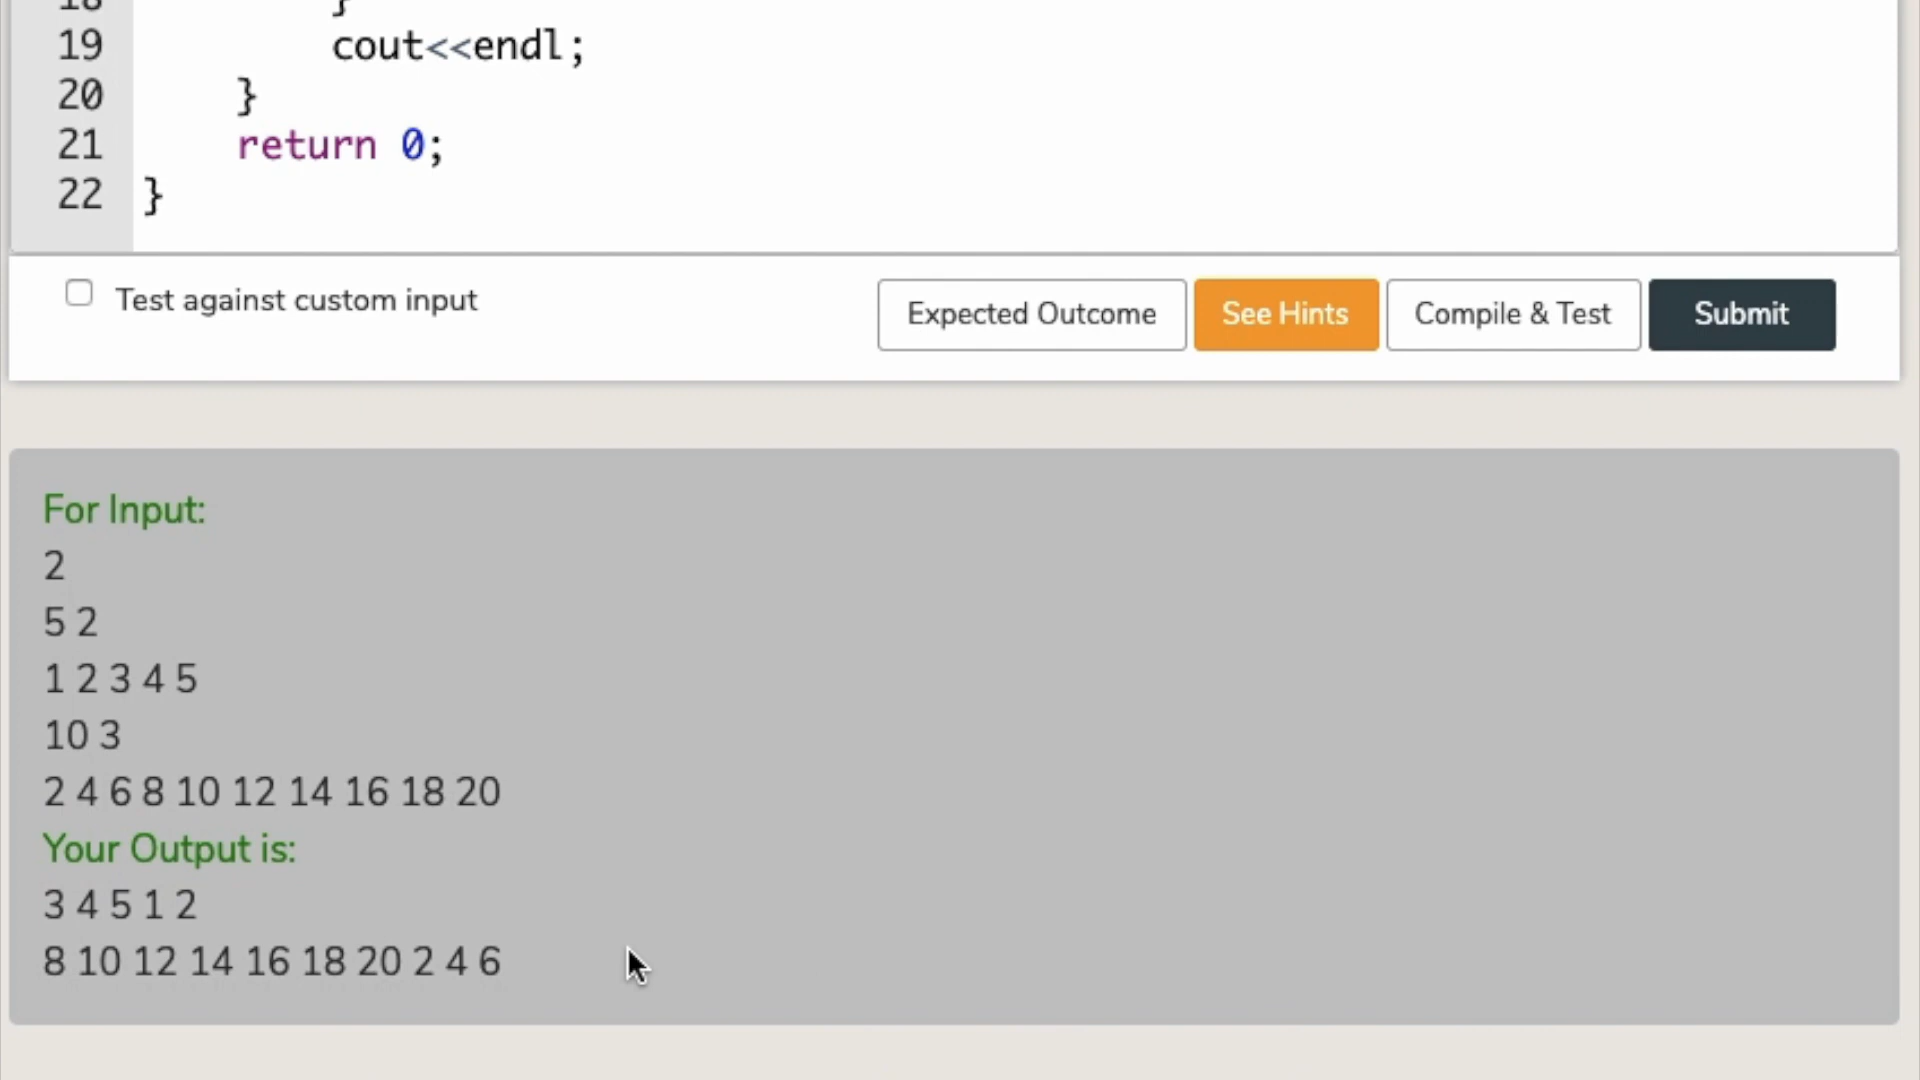 18 }
19 cout<<endl;
20 }
21 return 0;
22 }
Test against custom input
Expected Outcome
See Hints
Compile & Test
Submit
For Input:
2
5 2
1 2 3 4 5
10 3
2 4 6 8 10 12 14 16 18 20
Your Output is:
3 4 5 1 2
8 10 12 14 16 18 20 2 4 6